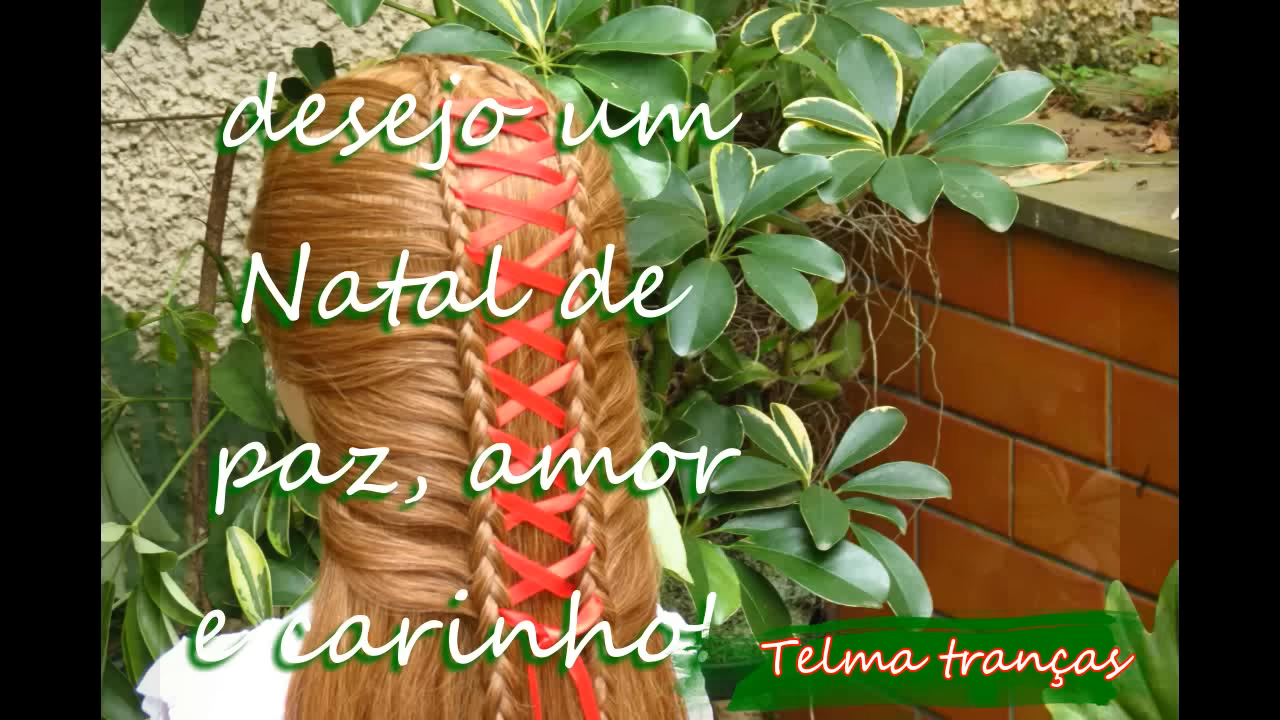 desejo um
Natal de
paz, amor
e carinho!
Telma tranças